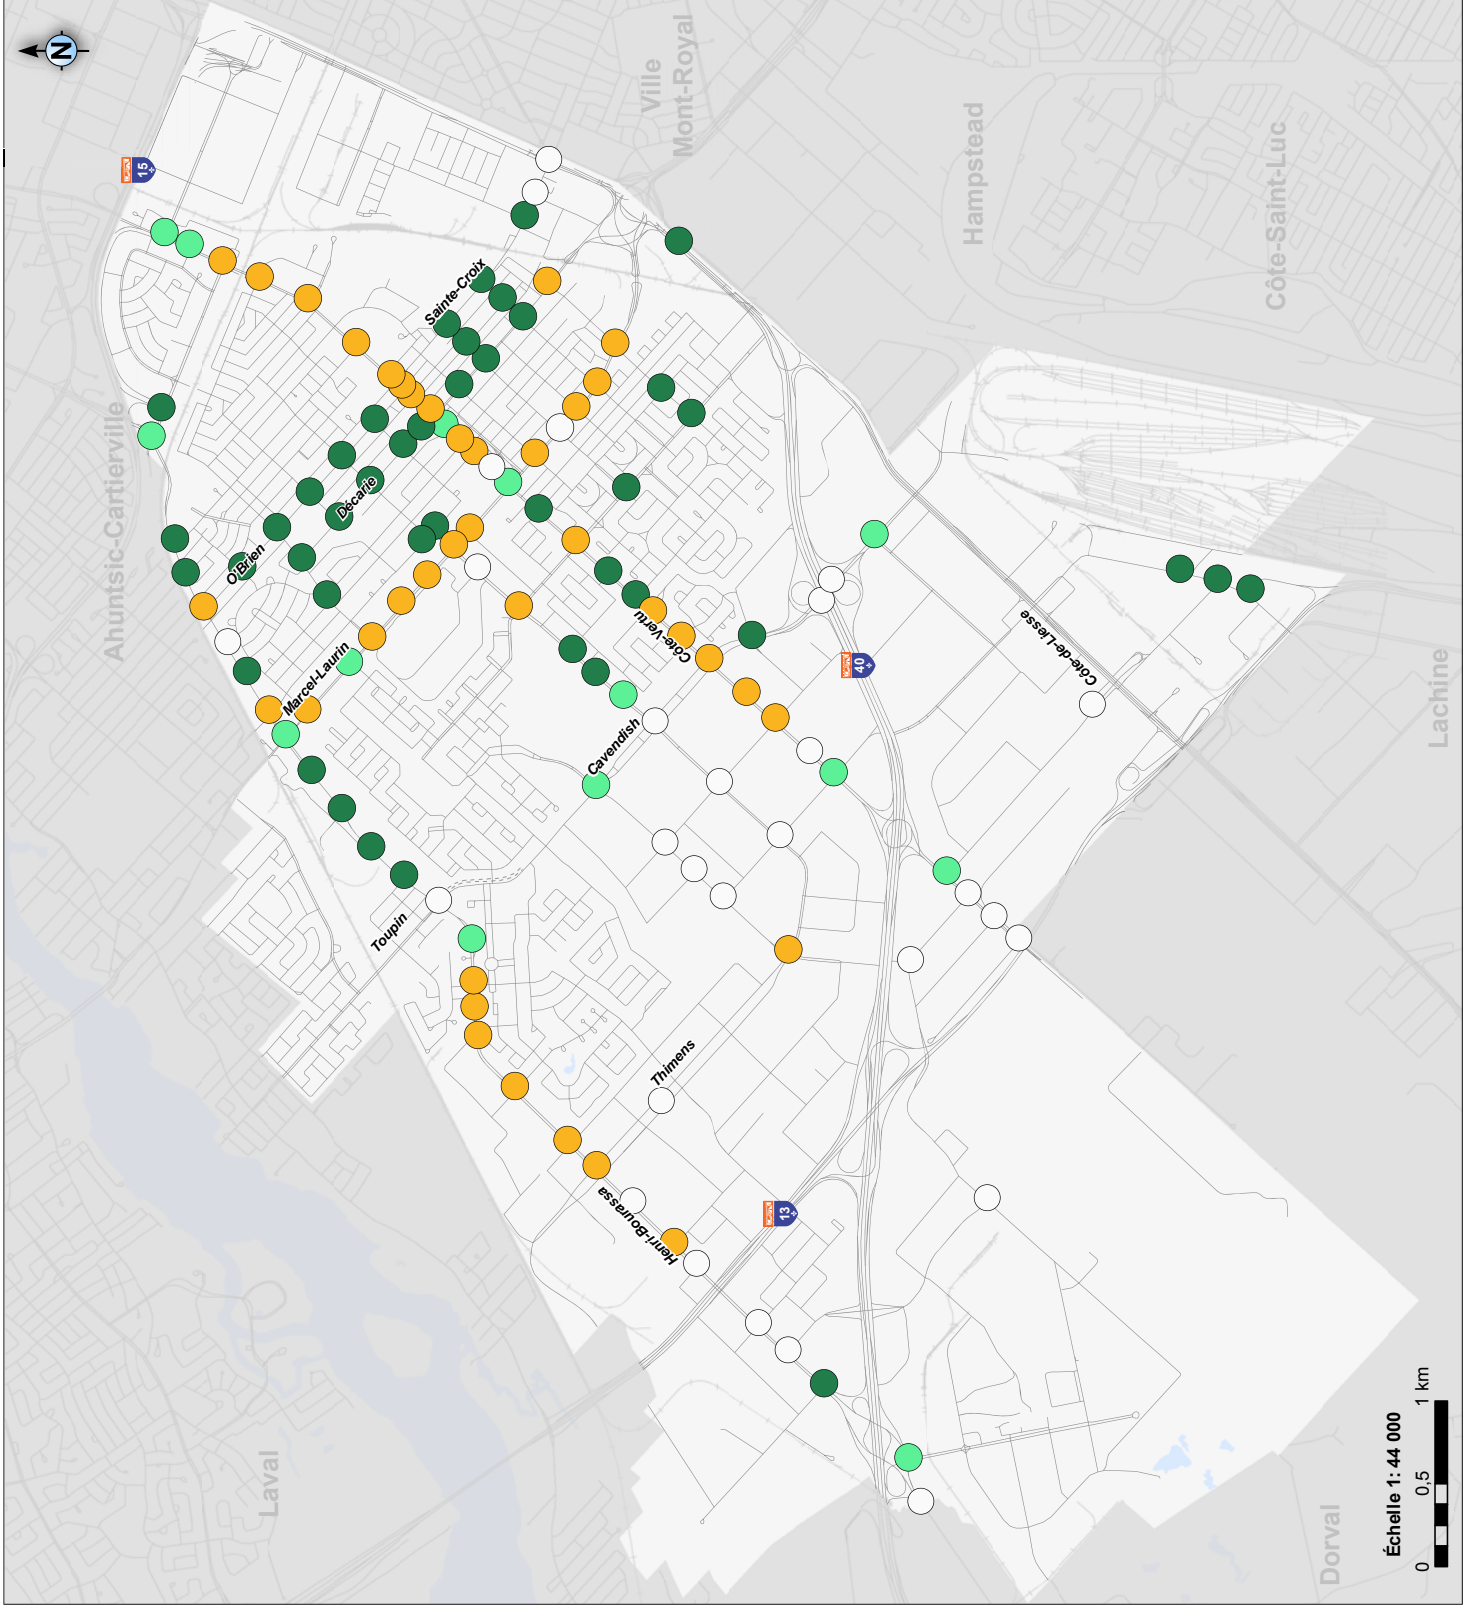 N
Ahuntsic-Cartierville
15
O'Brien
Laval
Marcel-Laurin
Décarie
Toupin
Sainte-Croix
Cavendish
Henri-Bourassa
Ville
Mont-Royal
Côte-Vertu
Thimens
13
40
Hampstead
Côte-de-Liesse
Côte-Saint-Luc
Dorval
Échelle 1: 44 000
0 0,5 1 km
Lachine